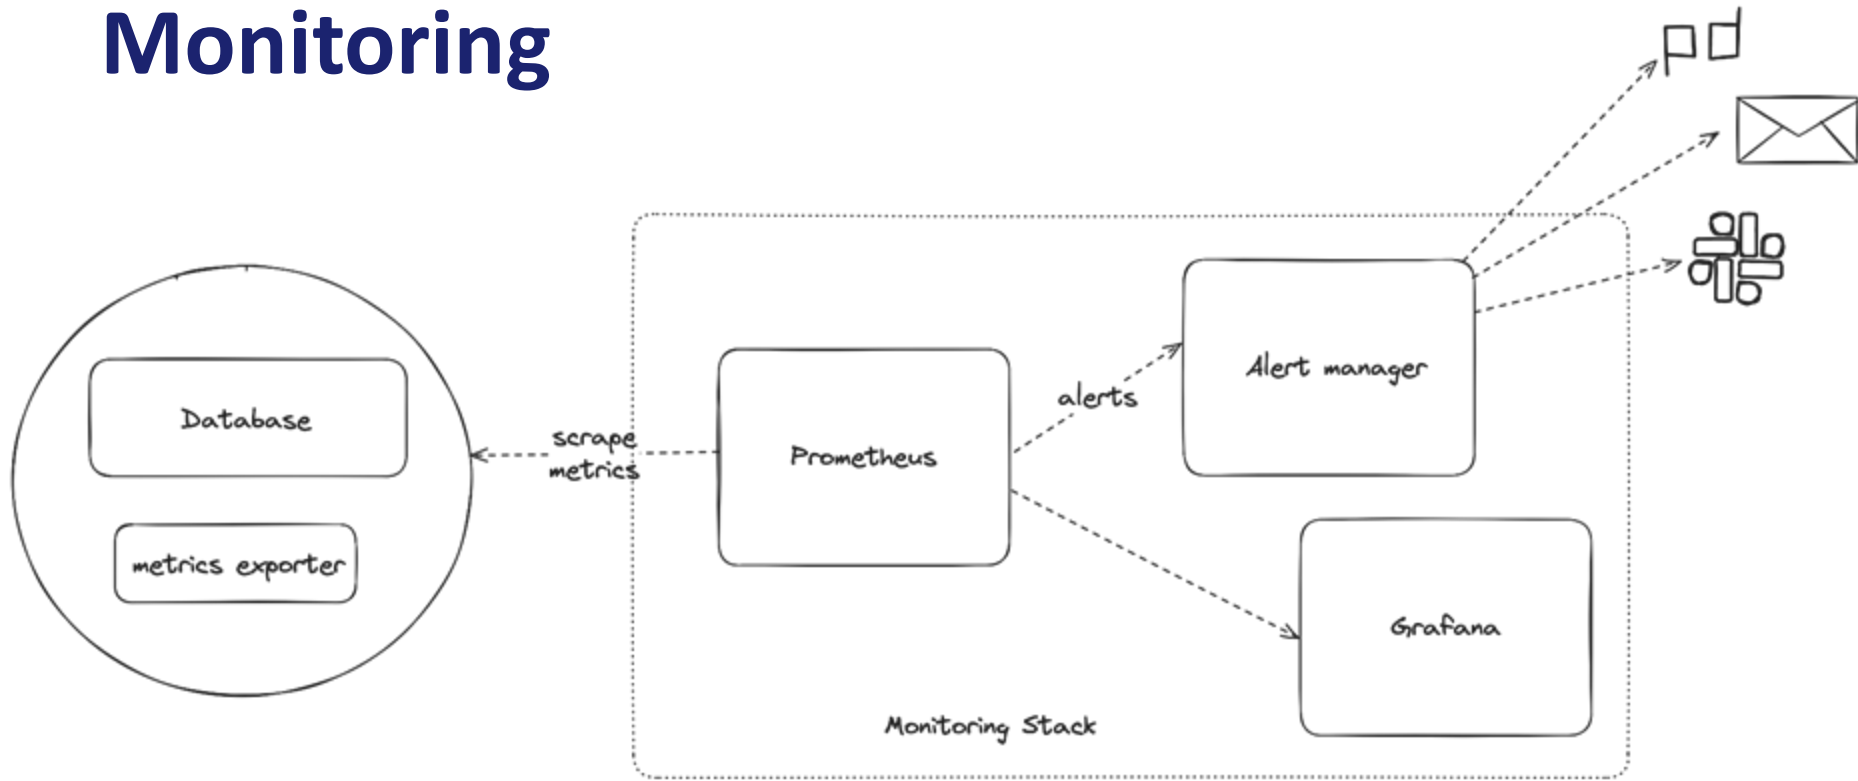 Monitoring
Database
metrics exporter
scrape
metrics
Prometheus
alerts
Alert manager
Grafana
Monitoring Stack